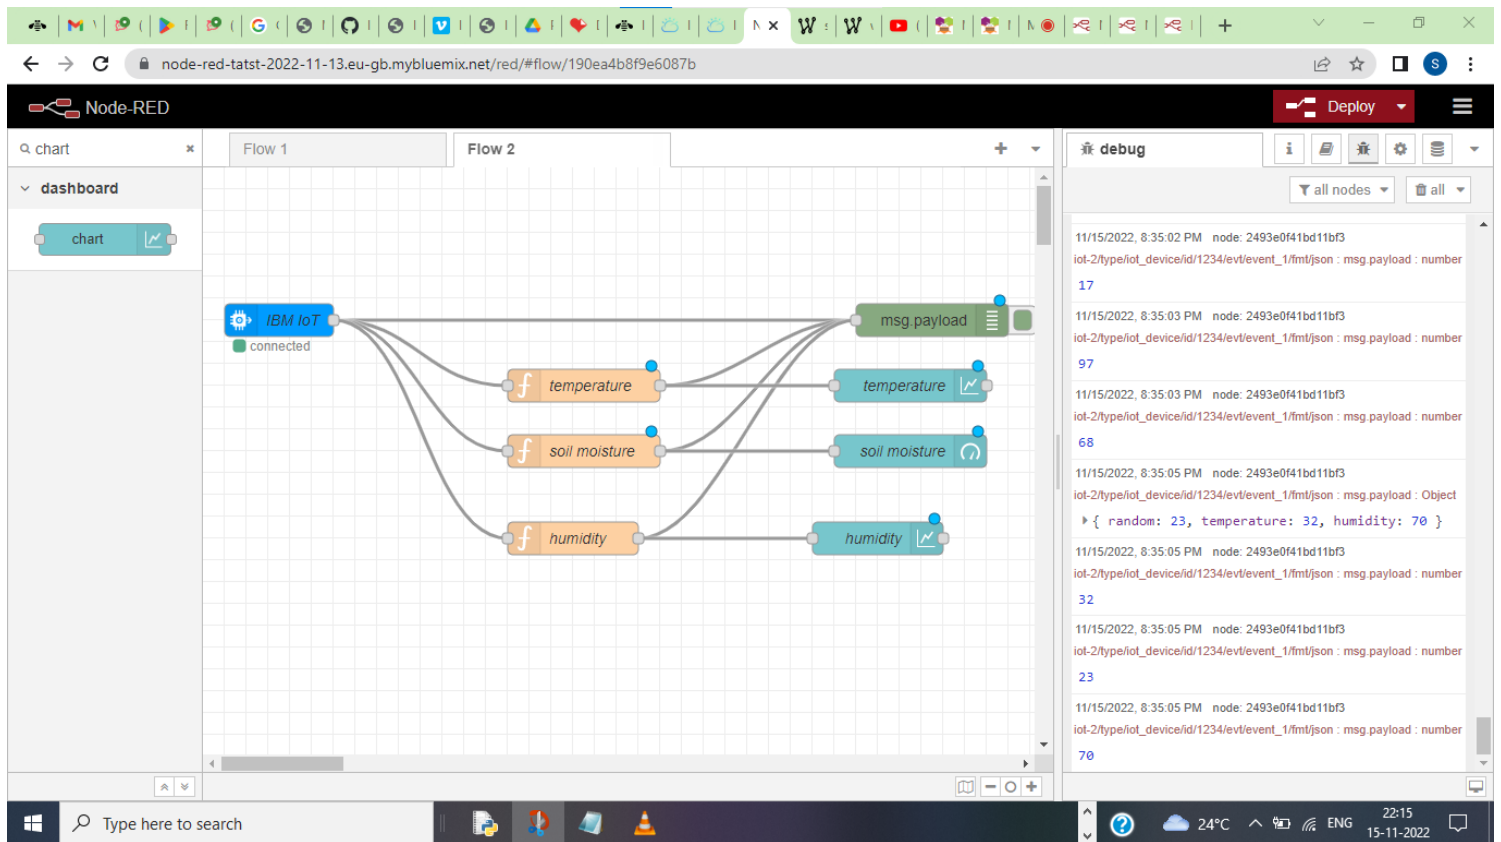 node-red-tatst-2022-11-13.eu-gb.mybluemix.net/red/#flow/190ea4b8f9e6087b
S
Node-RED
Deploy
chart
Flow 1
Flow 2
debug
dashboard
all nodes
all
chart
IBM IoT
connected
msg.payload
temperature
temperature
soil moisture
soil moisture
humidity
humidity
11/15/2022, 8:35:02 PM node: 2493e0f41bd11bf3
iot-2/type/iot_device/id/1234/evt/event_1/fmt/json : msg.payload : number
17
11/15/2022, 8:35:03 PM node: 2493e0f41bd11bf3
iot-2/type/iot_device/id/1234/evt/event_1/fmt/json : msg.payload : number
97
11/15/2022, 8:35:03 PM node: 2493e0f41bd11bf3
iot-2/type/iot_device/id/1234/evt/event_1/fmt/json : msg.payload : number
68
11/15/2022, 8:35:05 PM node: 2493e0f41bd11bf3
iot-2/type/iot_device/id/1234/evt/event_1/fmt/json : msg.payload : Object
{ random: 23, temperature: 32, humidity: 70 }
11/15/2022, 8:35:05 PM node: 2493e0f41bd11bf3
iot-2/type/iot_device/id/1234/evt/event_1/fmt/json : msg.payload : number
32
11/15/2022, 8:35:05 PM node: 2493e0f41bd11bf3
iot-2/type/iot_device/id/1234/evt/event_1/fmt/json : msg.payload : number
23
11/15/2022, 8:35:05 PM node: 2493e0f41bd11bf3
iot-2/type/iot_device/id/1234/evt/event_1/fmt/json : msg.payload : number
70
Type here to search
24°C
ENG
22:15
15-11-2022